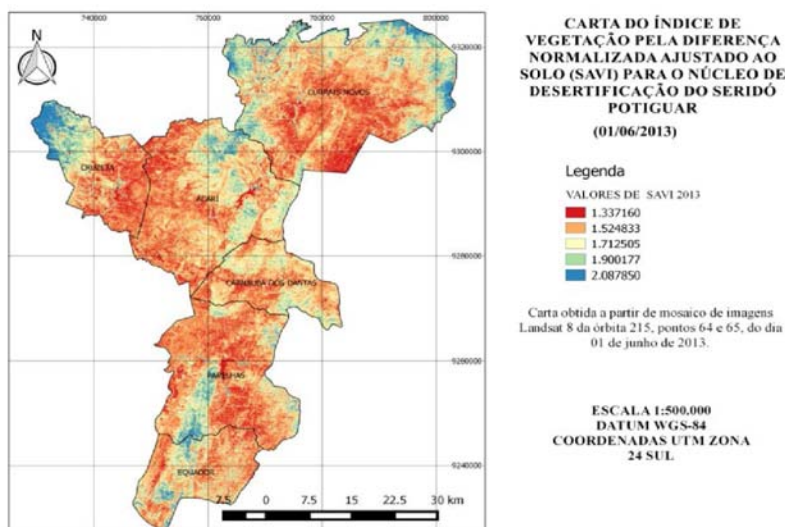 740000
760000
780000
800000
N
9320000
9300000
9280000
9260000
9240000
CURRAIS NOVOS
CRUZETA
ACARI
CARNAÚBA DOS DANTAS
PARELHAS
EQUADOR
7.5 0 7.5 15 22.5 30 km
CARTA DO ÍNDICE DE
VEGETAÇÃO PELA DIFERENÇA
NORMALIZADA AJUSTADO AO
SOLO (SAVI) PARA O NÚCLEO DE
DESERTIFICAÇÃO DO SERIDÓ
POTIGUAR
(01/06/2013)
Legenda
VALORES DE SAVI 2013
1.337160
1.524833
1.712505
1.900177
2.087850
Carta obtida a partir de mosaico de imagens
Landsat 8 da órbita 215, pontos 64 e 65, do dia
01 de junho de 2013.
ESCALA 1:500.000
DATUM WGS-84
COORDENADAS UTM ZONA
24 SUL